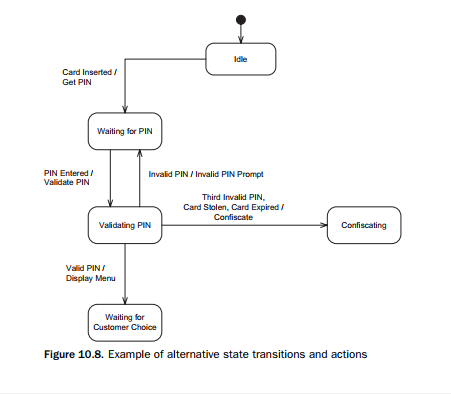 Idle
Card Inserted /
Get PIN
Waiting for PIN
PIN Entered /
Validate PIN
Invalid PIN / Invalid PIN Prompt
Third Invalid PIN,
Card Stolen, Card Expired /
Confiscate
Validating PIN
Confiscating
Valid PIN /
Display Menu
Waiting for
Customer Choice
Figure 10.8. Example of alternative state transitions and actions